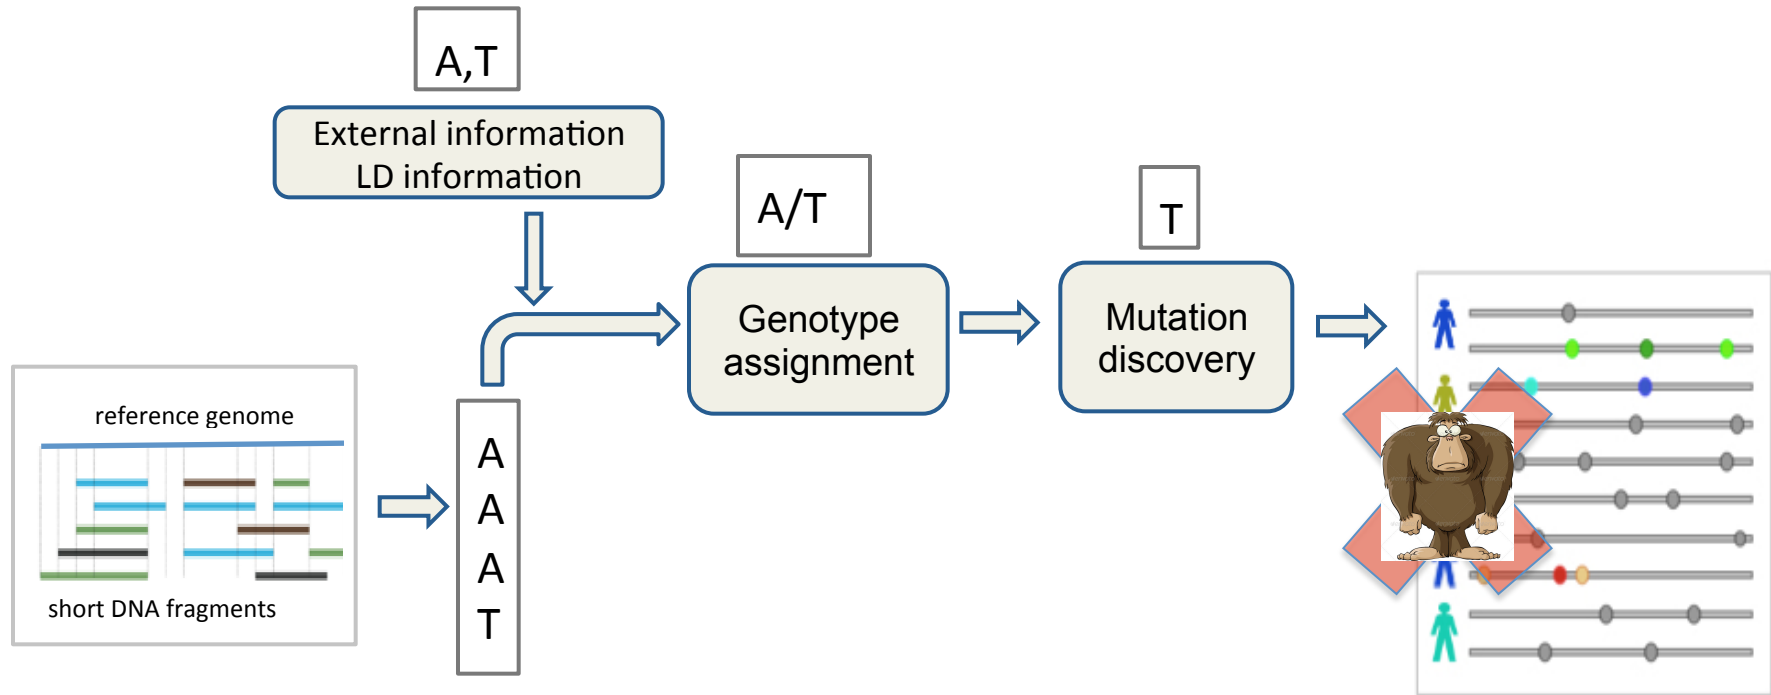 A,T
External information
LD information
A/T
T
Genotype
assignment
Mutation
discovery
reference genome
short DNA fragments
A
A
A
T